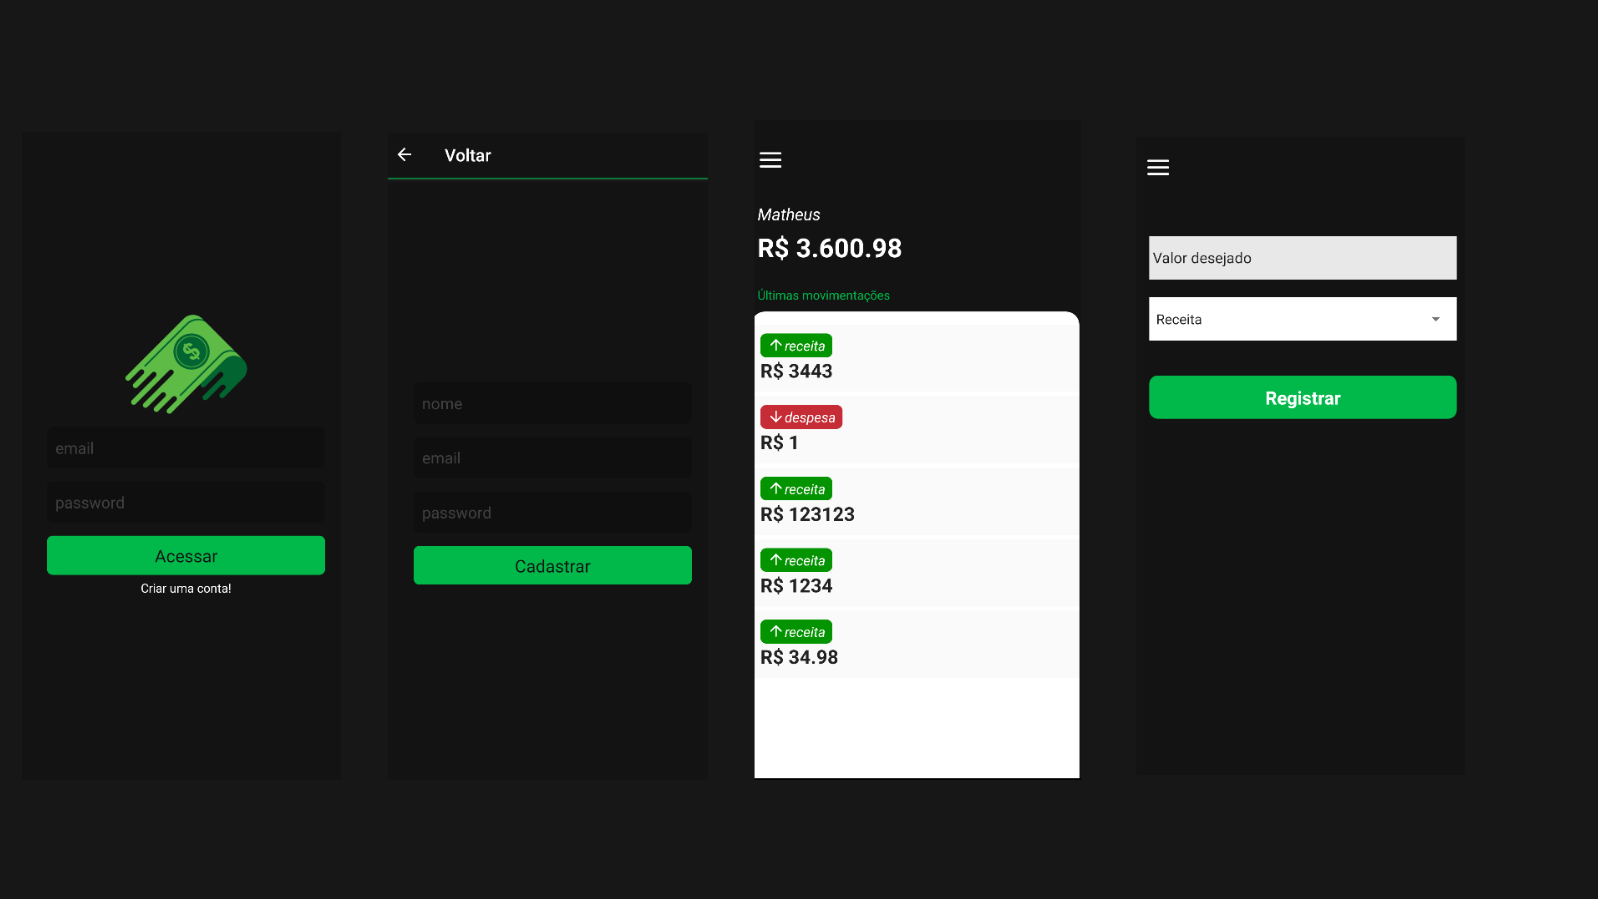 email
password
Acessar
Criar uma conta!
Voltar
nome
email
password
Cadastrar
Matheus
R$ 3.600.98
Últimas movimentações
receita
R$ 3443
despesa
R$ 1
receita
R$ 123123
receita
R$ 1234
receita
R$ 34.98
Valor desejado
Receita
Registrar